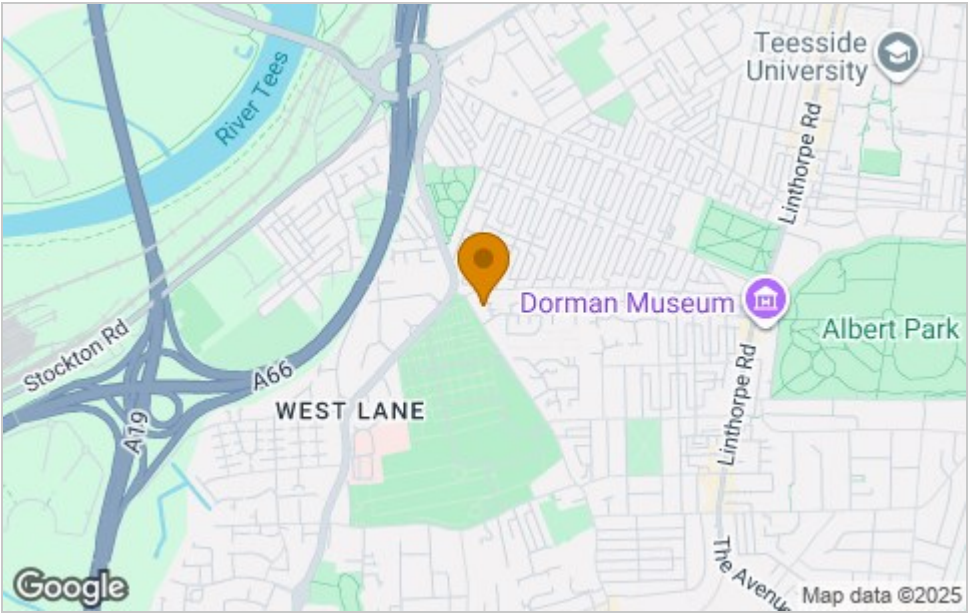 Teesside
University
River Tees
Linthorpe Rd
Dorman Museum
Albert Park
Stockton Rd
A66
WEST LANE
A19
Linthorpe Rd
The Avenu
Google
Map data ©2025